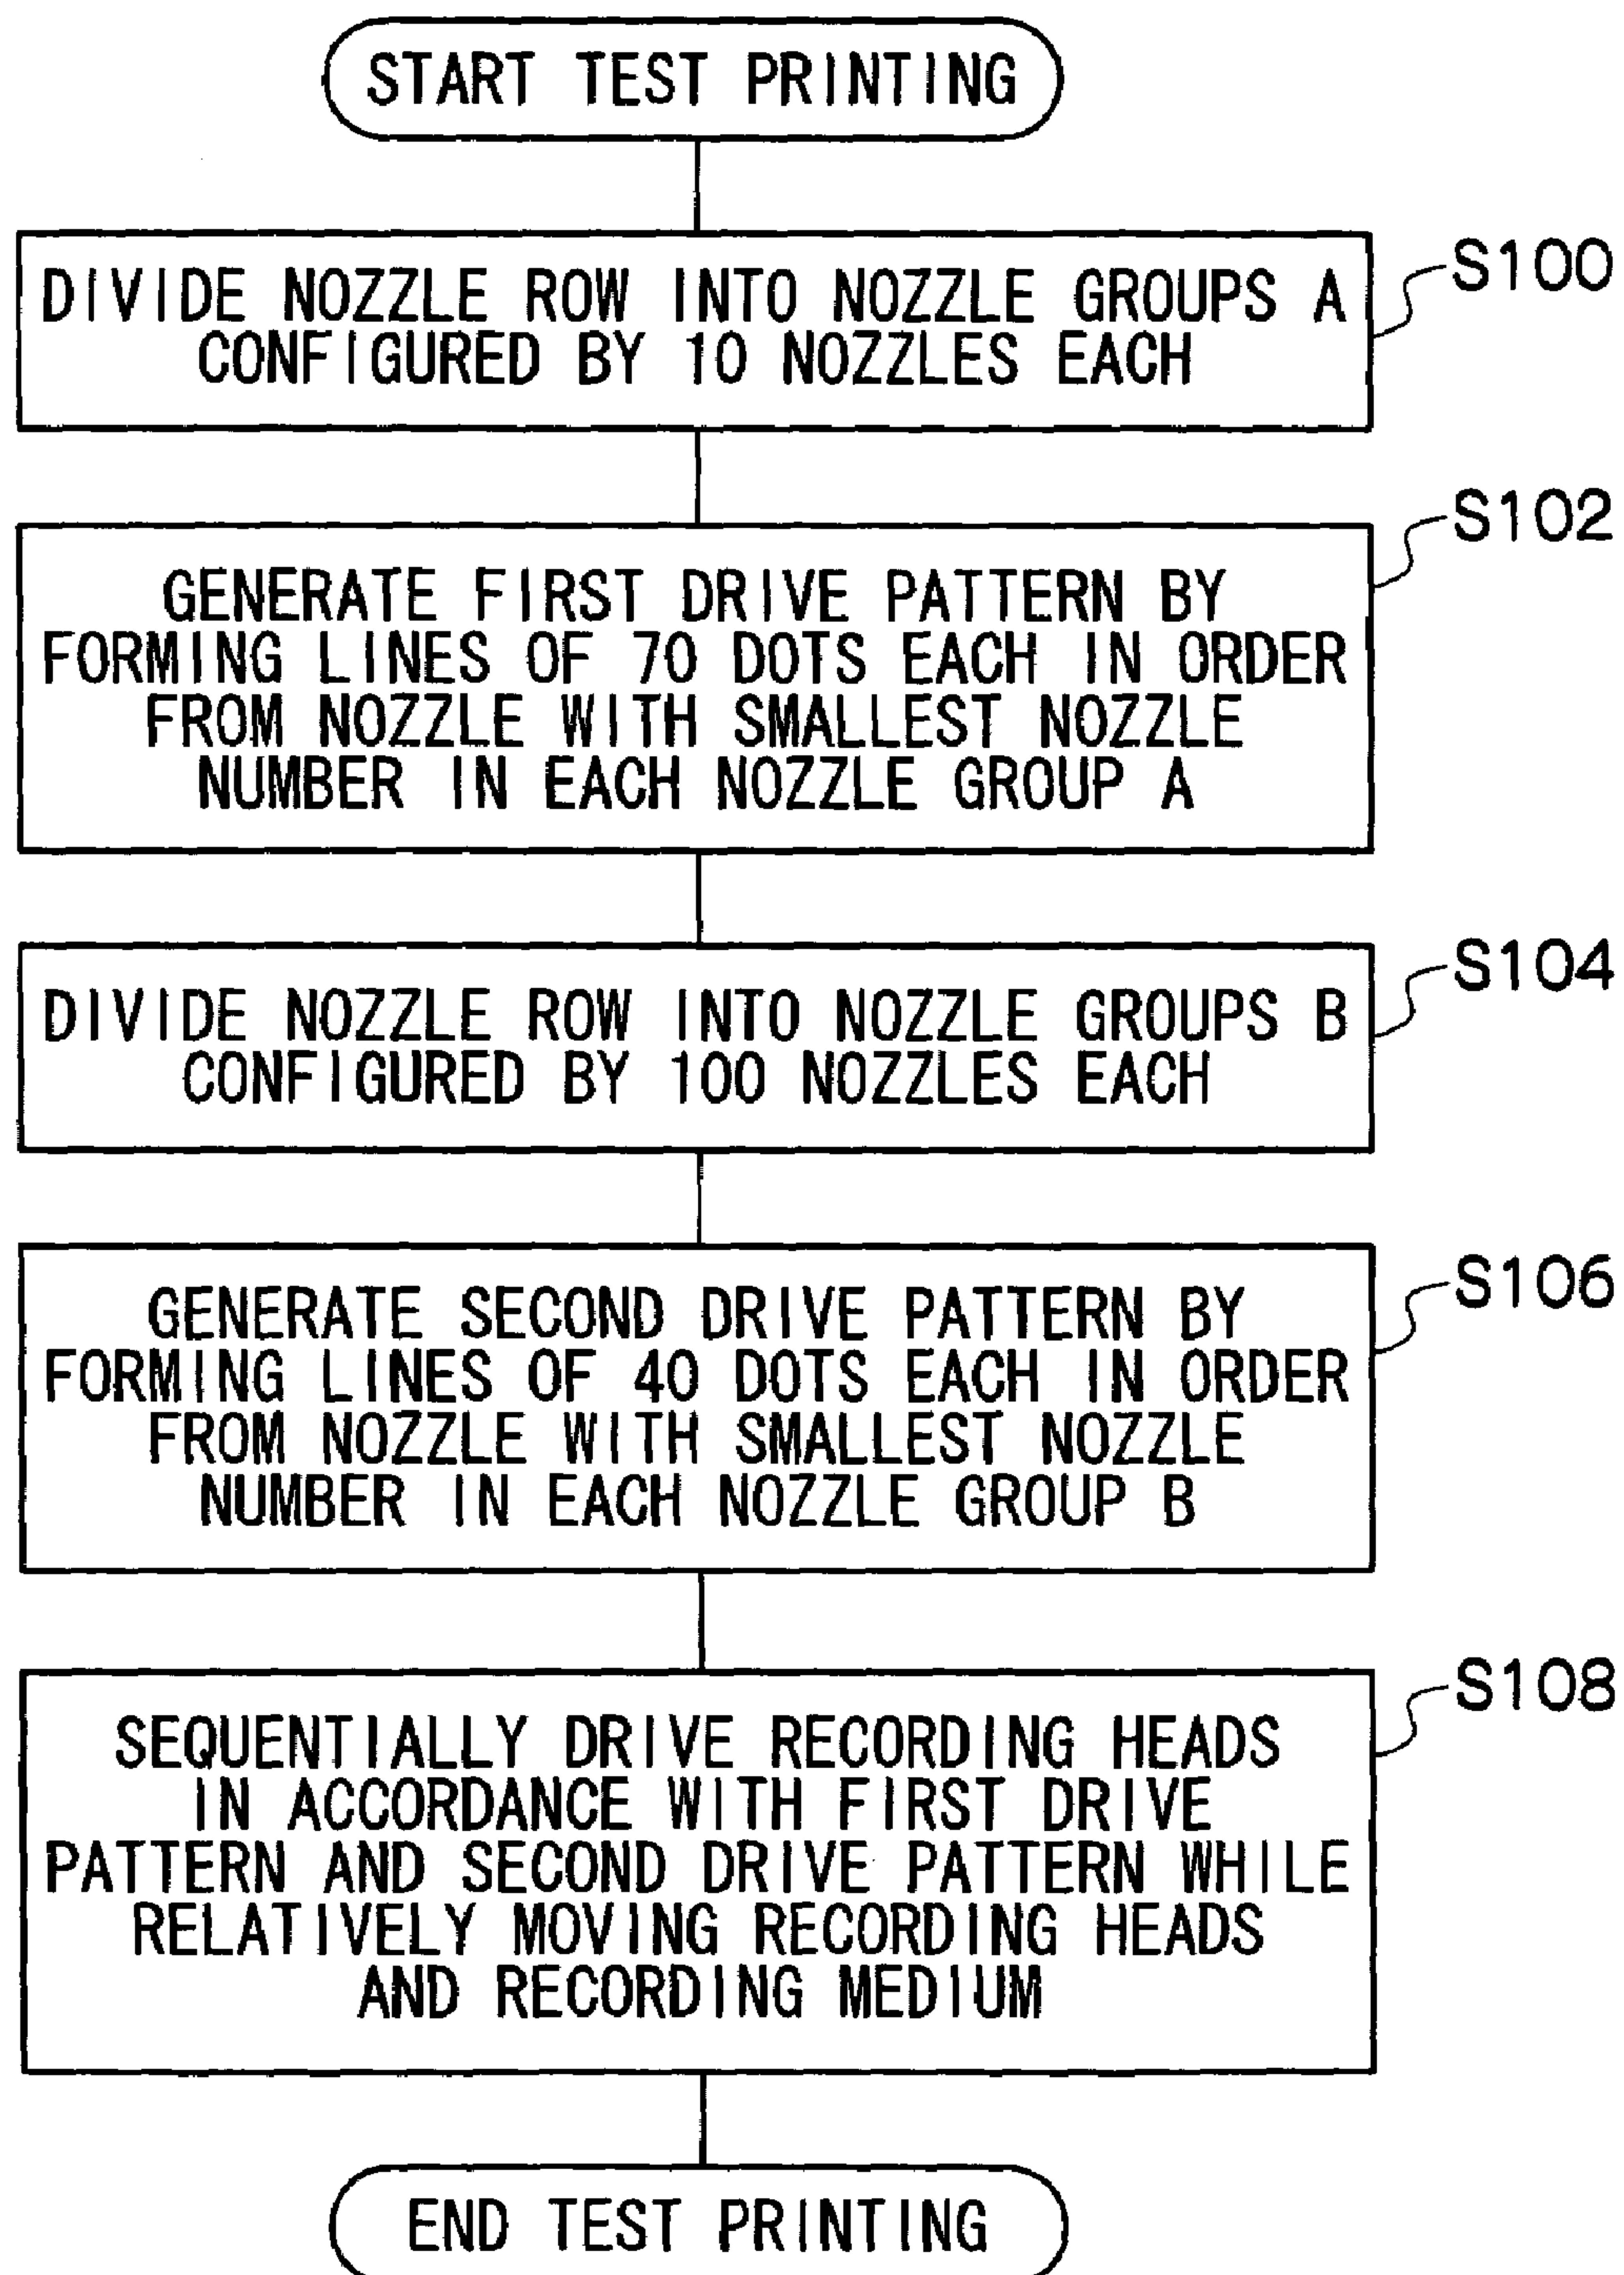 START TEST PRINTING
S100
DIVIDE NOZZLE ROW INTO NOZZLE GROUPS A
CONFIGURED BY 10 NOZZLES EACH
S102
GENERATE FIRST DRIVE PATTERN BY
FORMING LINES OF 70 DOTS EACH IN ORDER
FROM NOZZLE WITH SMALLEST NOZZLE
NUMBER IN EACH NOZZLE GROUP A
S104
DIVIDE NOZZLE ROW INTO NOZZLE GROUPS B
CONFIGURED BY 100 NOZZLES EACH
S106
GENERATE SECOND DRIVE PATTERN BY
FORMING LINES OF 40 DOTS EACH IN ORDER
FROM NOZZLE WITH SMALLEST NOZZLE
NUMBER IN EACH NOZZLE GROUP B
S108
SEQUENTIALLY DRIVE RECORDING HEADS
IN ACCORDANCE WITH FIRST DRIVE
PATTERN AND SECOND DRIVE PATTERN WHILE
RELATIVELY MOVING RECORDING HEADS
AND RECORDING MEDIUM
END TEST PRINTING